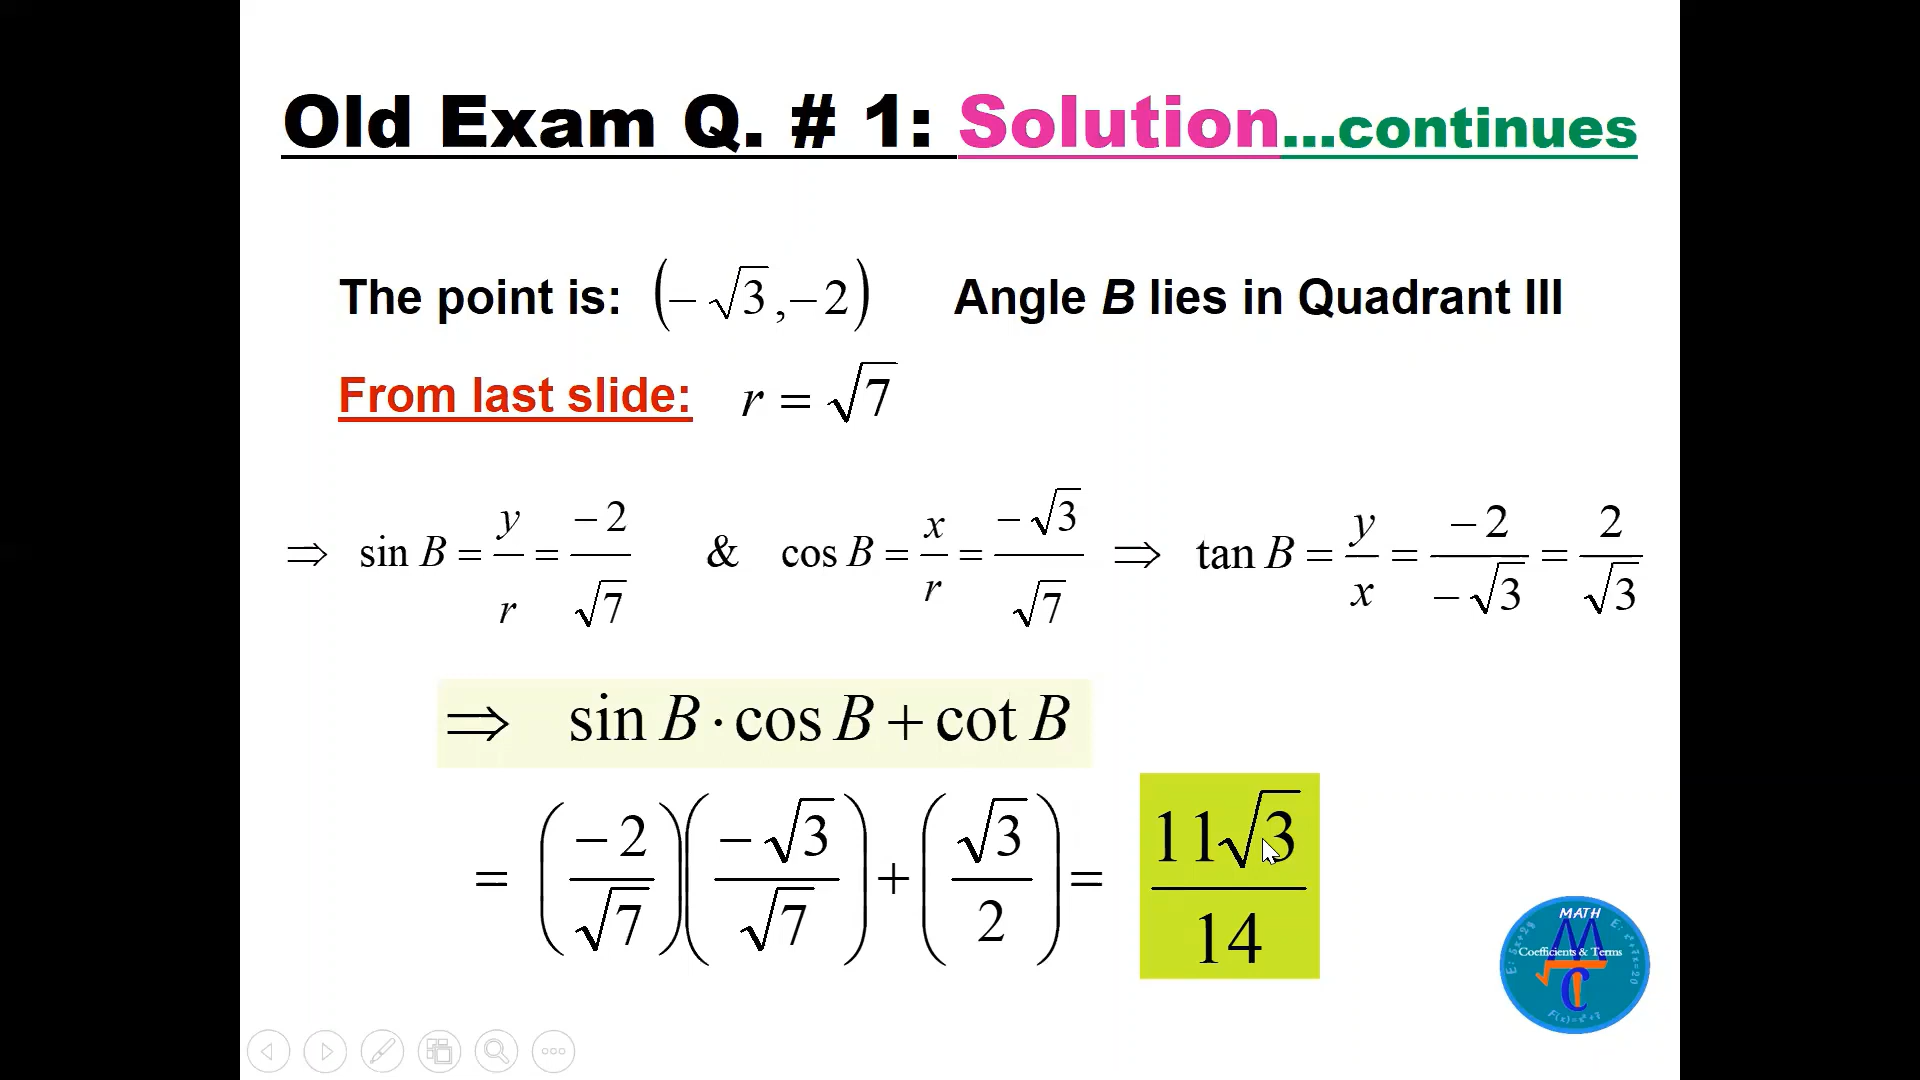 Old Exam Q. # 1: Solution...continues
The point is: (−√3, −2) Angle B lies in Quadrant III
From last slide: r = √7
⇒ sin B = y/r = −2/√7 & cos B = x/r = −√3/√7 ⇒ tan B = y/x = −2/−√3 = 2/√3
⇒ sin B · cos B + cot B
= (−2/√7)(−√3/√7) + (√3/2) = 11√3/14
MATH
Coefficients & Terms